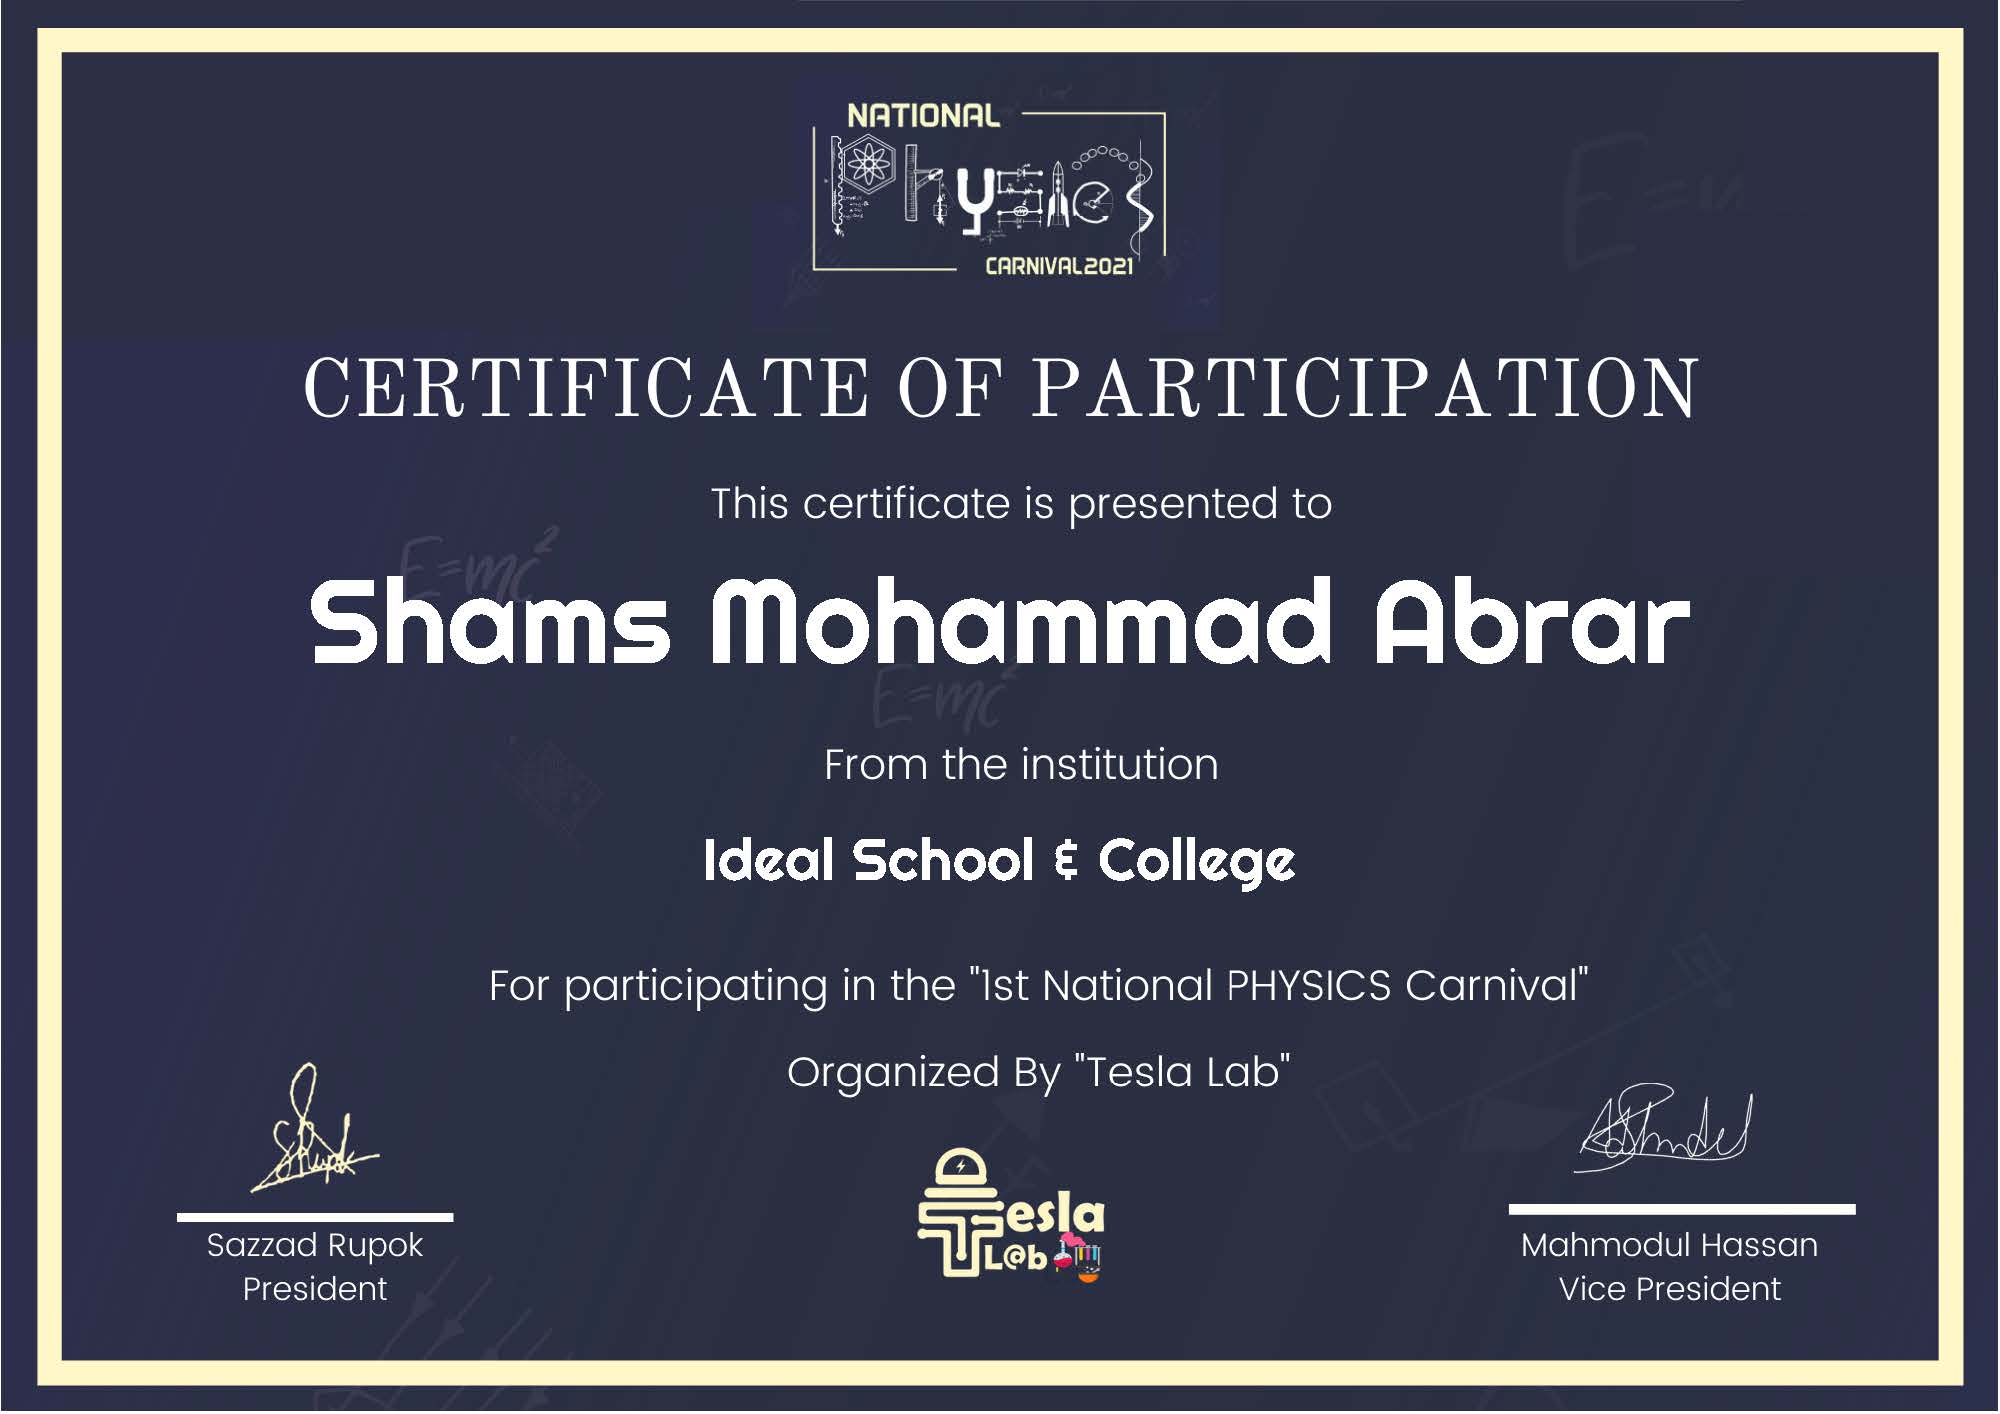 NATIONAL
Physics
CARNIVAL2021
CERTIFICATE OF PARTICIPATION
This certificate is presented to
E=mc²
Shams Mohammad Abrar
E=mc²
From the institution
Ideal School & College
For participating in the "1st National PHYSICS Carnival"
Organized By "Tesla Lab"
Tesla
L@b
Sazzad Rupok
President
Mahmodul Hassan
Vice President